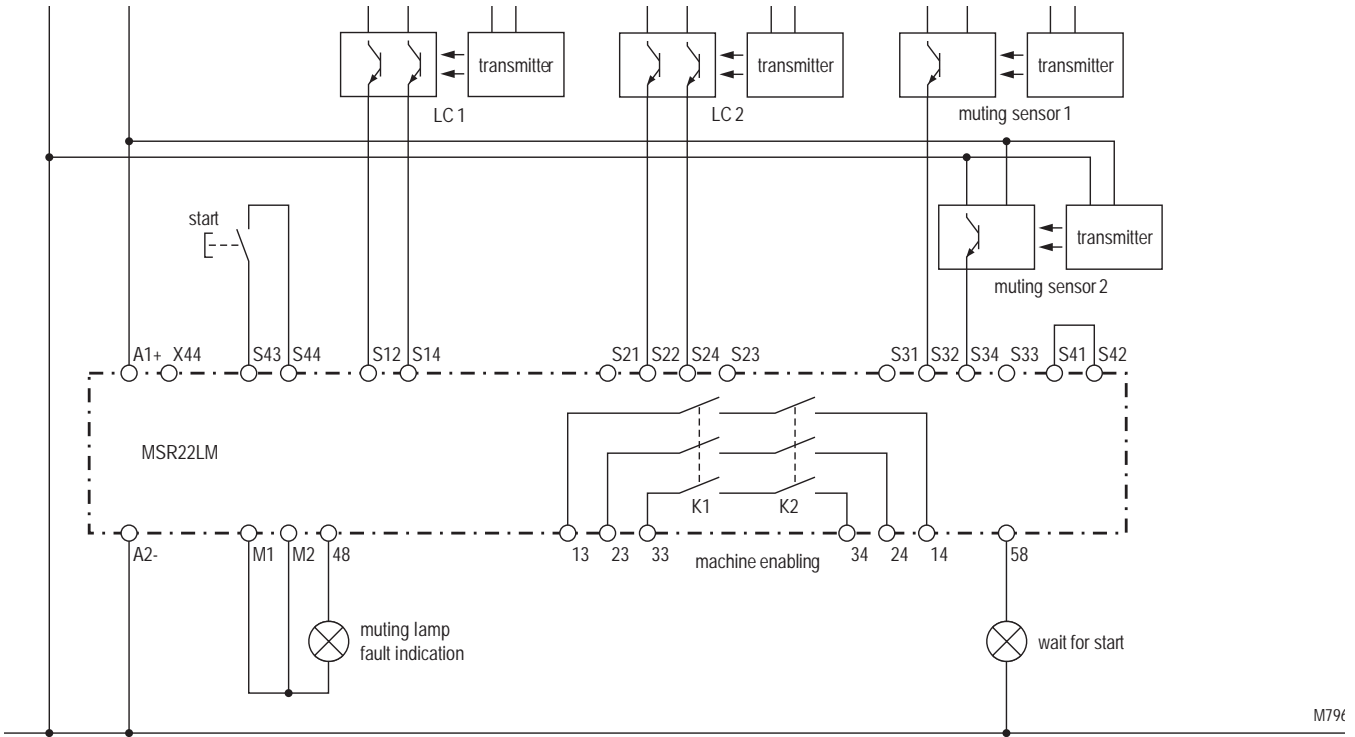 transmitter
transmitter
transmitter
LC 1
LC 2
muting sensor 1
start
transmitter
muting sensor 2
A1+ X44 S43 S44 S12 S14 S21 S22 S24 S23 S31 S32 S34 S33 S41 S42
MSR22LM
K1 K2
A2- M1 M2 48 13 23 33 machine enabling 34 24 14 58
muting lamp
fault indication
wait for start
M796